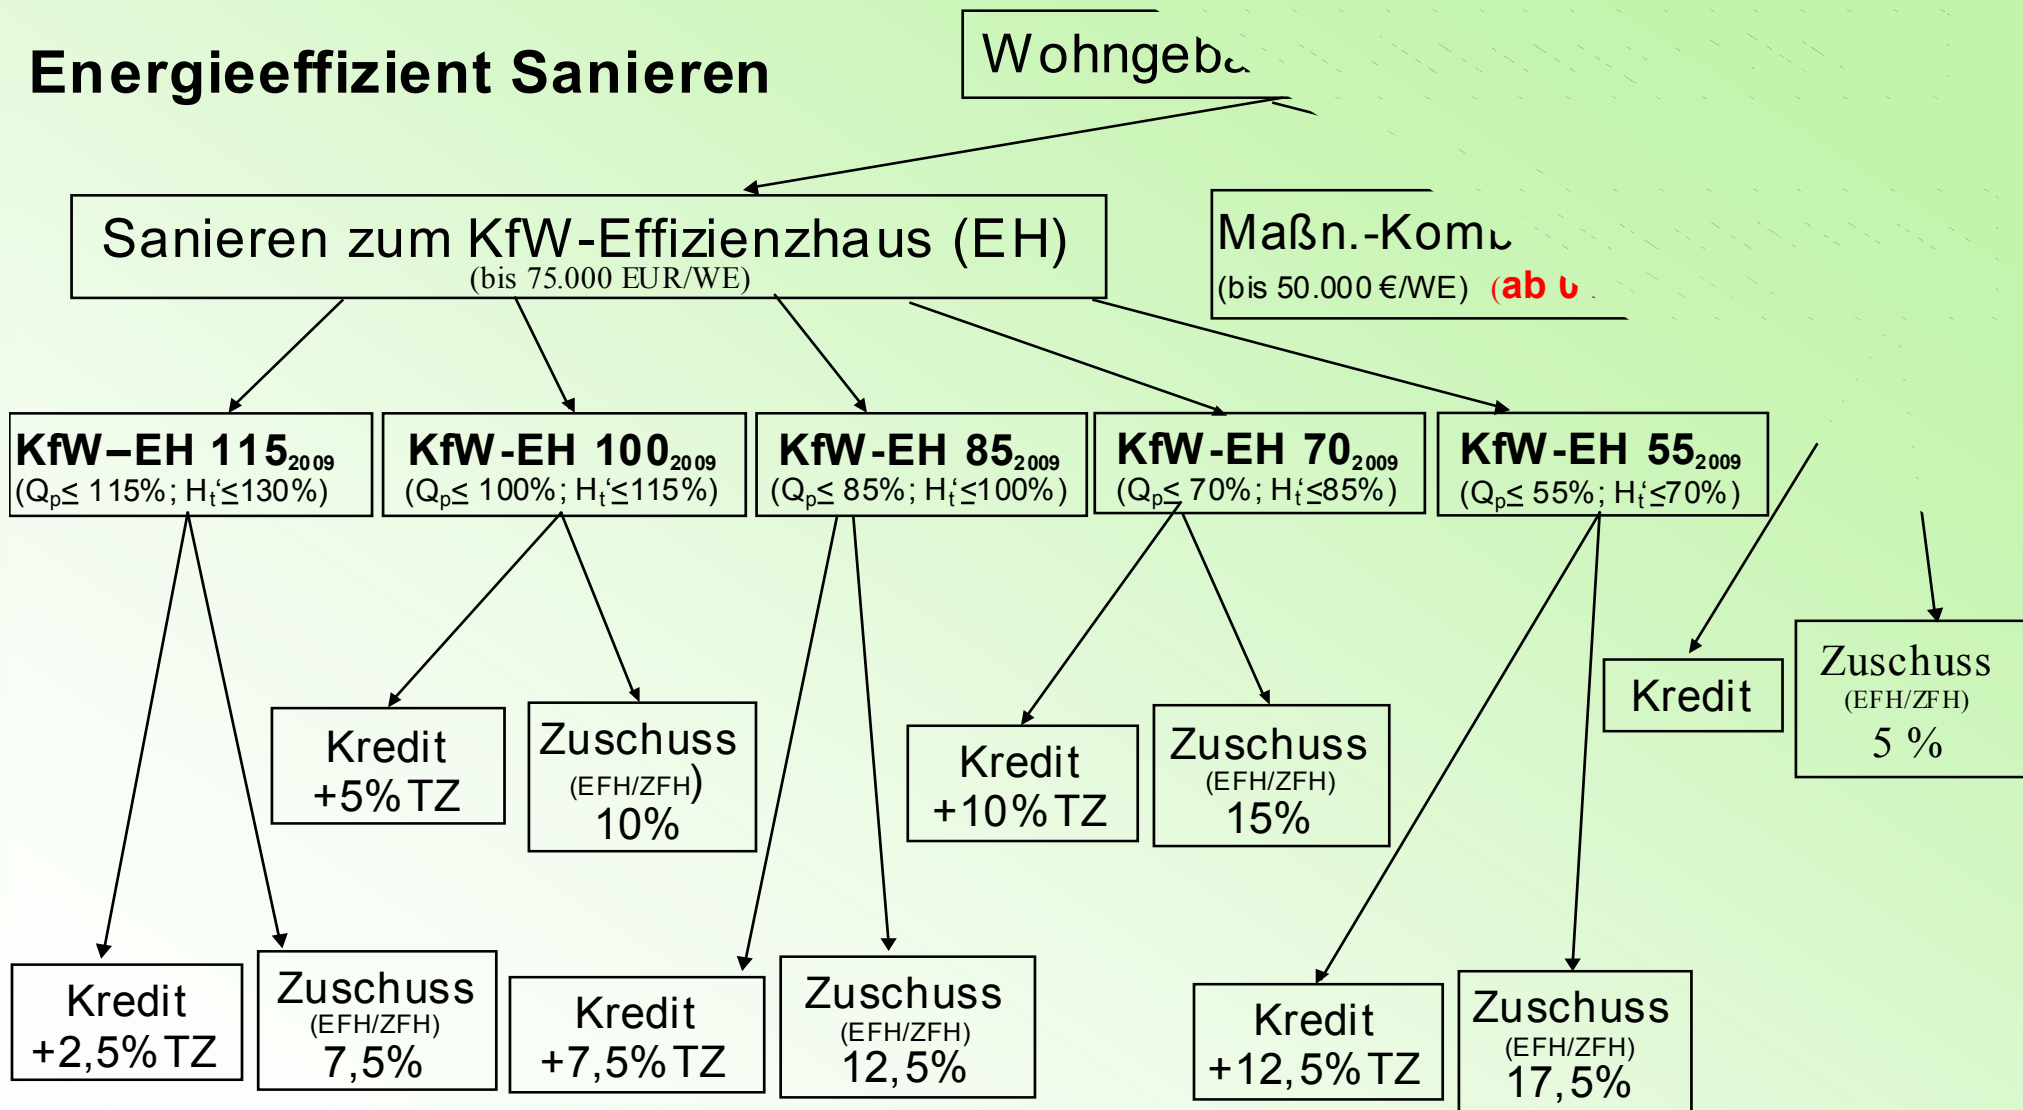 Energieeffizient Sanieren
Sanieren zum KfW-Effizienzhaus (EH)
(bis 75.000 EUR/WE)
(bis 50.000 €/WE) (ab
KfW–EH 115₂₀₀₉
(Qₚ≤ 115%; Hₜ‘≤130%)
KfW-EH 100₂₀₀₉
(Qₚ≤ 100%; Hₜ‘≤115%)
KfW-EH 85₂₀₀₉
(Qₚ≤ 85%; Hₜ‘≤100%)
KfW-EH 70₂₀₀₉
(Qₚ≤ 70%; Hₜ‘≤85%)
KfW-EH 55₂₀₀₉
(Qₚ≤ 55%; Hₜ‘≤70%)
Kredit
Zuschuss
(EFH/ZFH)
5 %
Kredit
+5% TZ
Zuschuss
(EFH/ZFH)
10%
Kredit
+10% TZ
Zuschuss
(EFH/ZFH)
15%
Kredit
+2,5% TZ
Zuschuss
(EFH/ZFH)
7,5%
Kredit
+7,5% TZ
Zuschuss
(EFH/ZFH)
12,5%
Kredit
+12,5% TZ
Zuschuss
(EFH/ZFH)
17,5%